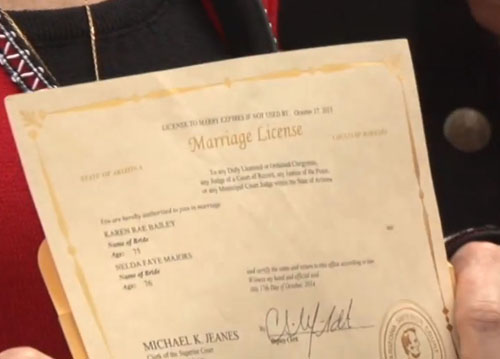 LICENSE TO MARRY EXPIRES IF NOT USED BY: October 17, 2015
Marriage License
STATE OF ARIZONA
To any Duly Licensed or Ordained Clergymen,
any Judge of a Court of Record, any Justice of the Peace,
or any Municipal Court Judge within the State of Arizona
You are hereby authorized to join in marriage
KAREN RAE BAILEY
Name of Bride
Age: 75
and
NELDA FAYE MAJORS
Name of Bride
Age: 76
and certify the same and return to this office according to law
Witness my hand and official seal
this 17th Day of October, 2014
MICHAEL K. JEANES
Clerk of the Superior Court
By
Deputy Clerk